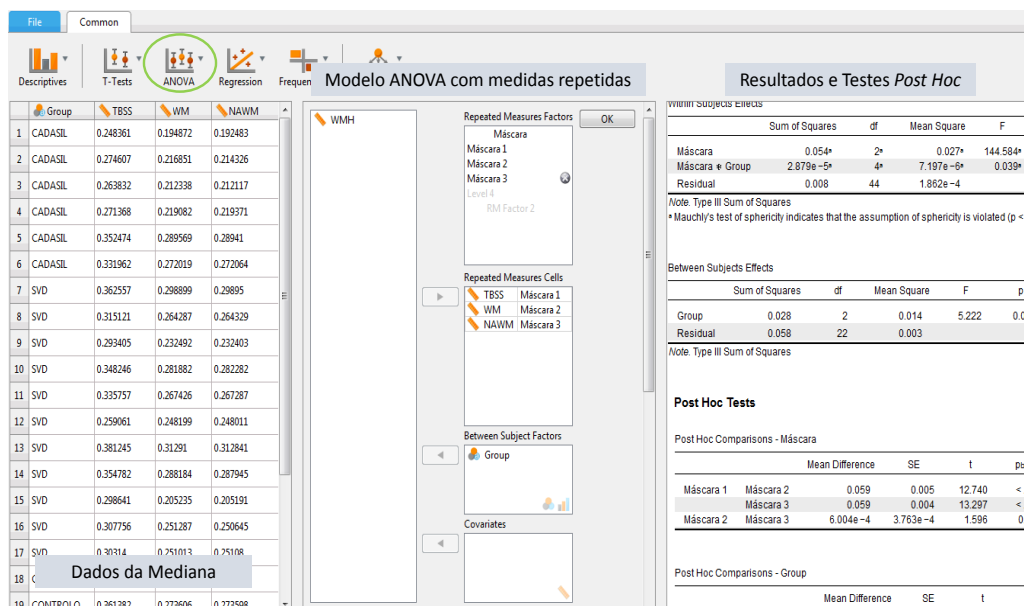 File Common
Descriptives T-Tests ANOVA Regression Frequen
Modelo ANOVA com medidas repetidas
Resultados e Testes Post Hoc
Group TBSS WM NAWM
1 CADASIL 0.248361 0.194872 0.192483
2 CADASIL 0.274607 0.216851 0.214326
3 CADASIL 0.263832 0.212338 0.212117
4 CADASIL 0.271368 0.219082 0.219371
5 CADASIL 0.352474 0.289569 0.28941
6 CADASIL 0.331962 0.272019 0.272064
7 SVD 0.362557 0.298899 0.29895
8 SVD 0.315121 0.264287 0.264329
9 SVD 0.293405 0.232492 0.232403
10 SVD 0.348246 0.281882 0.282282
11 SVD 0.335757 0.267426 0.267287
12 SVD 0.259061 0.248199 0.248011
13 SVD 0.381245 0.31291 0.312841
14 SVD 0.354782 0.288184 0.287945
15 SVD 0.298641 0.205235 0.205191
16 SVD 0.307756 0.251287 0.250645
17 SVD 0.30314 0.251013 0.25108
18
19 CONTROLO 0.361282 0.273606 0.273598
Dados da Mediana
WMH
Repeated Measures Factors
OK
Máscara
Máscara 1
Máscara 2
Máscara 3
Level 4
RM Factor 2
Repeated Measures Cells
TBSS Máscara 1
WM Máscara 2
NAWM Máscara 3
Between Subject Factors
Group
Covariates
Within Subjects Effects
Sum of Squares df Mean Square F
Máscara 0.054ᵃ 2ᵃ 0.027ᵃ 144.584ᵃ
Máscara ✻ Group 2.879e −5ᵃ 4ᵃ 7.197e −6ᵃ 0.039ᵃ
Residual 0.008 44 1.862e −4
Note. Type III Sum of Squares
ᵃ Mauchly's test of sphericity indicates that the assumption of sphericity is violated (p <
Between Subjects Effects
Sum of Squares df Mean Square F p
Group 0.028 2 0.014 5.222 0.0
Residual 0.058 22 0.003
Note. Type III Sum of Squares
Post Hoc Tests
Post Hoc Comparisons - Máscara
Mean Difference SE t
Máscara 1 Máscara 2 0.059 0.005 12.740 <
Máscara 3 0.059 0.004 13.297 <
Máscara 2 Máscara 3 6.004e −4 3.763e −4 1.596 0
Post Hoc Comparisons - Group
Mean Difference SE t